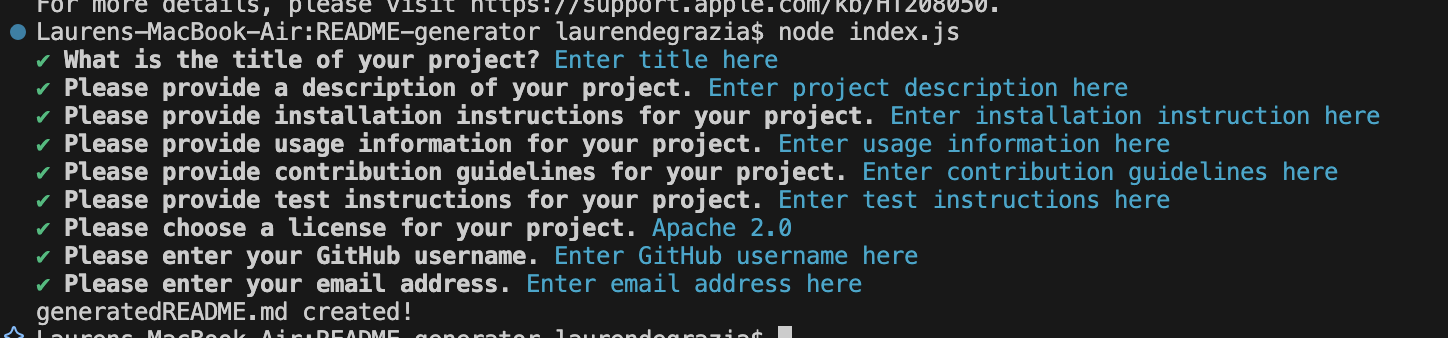 For more details, please visit https://support.apple.com/kb/HT208050.
Laurens-MacBook-Air:README-generator laurendegrazia$ node index.js
✔ What is the title of your project? Enter title here
✔ Please provide a description of your project. Enter project description here
✔ Please provide installation instructions for your project. Enter installation instruction here
✔ Please provide usage information for your project. Enter usage information here
✔ Please provide contribution guidelines for your project. Enter contribution guidelines here
✔ Please provide test instructions for your project. Enter test instructions here
✔ Please choose a license for your project. Apache 2.0
✔ Please enter your GitHub username. Enter GitHub username here
✔ Please enter your email address. Enter email address here
generatedREADME.md created!
Laurens-MacBook-Air:README-generator laurendegrazia$